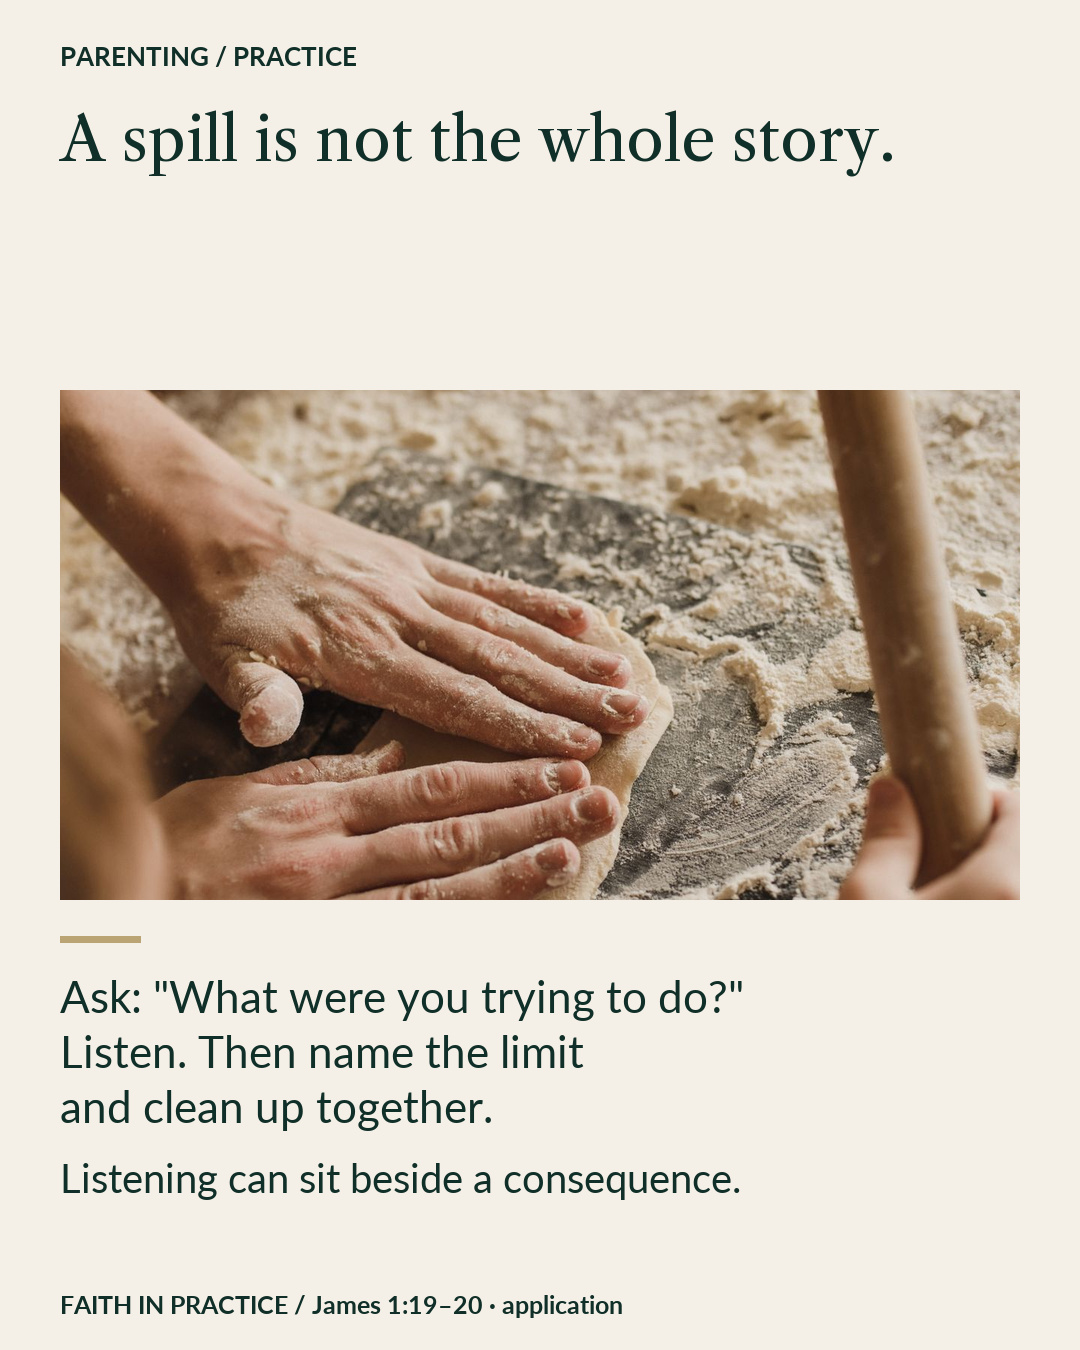 PARENTING / PRACTICE
A spill is not the whole story.
Ask: "What were you trying to do?"
Listen. Then name the limit
and clean up together.
Listening can sit beside a consequence.
FAITH IN PRACTICE / James 1:19–20 · application